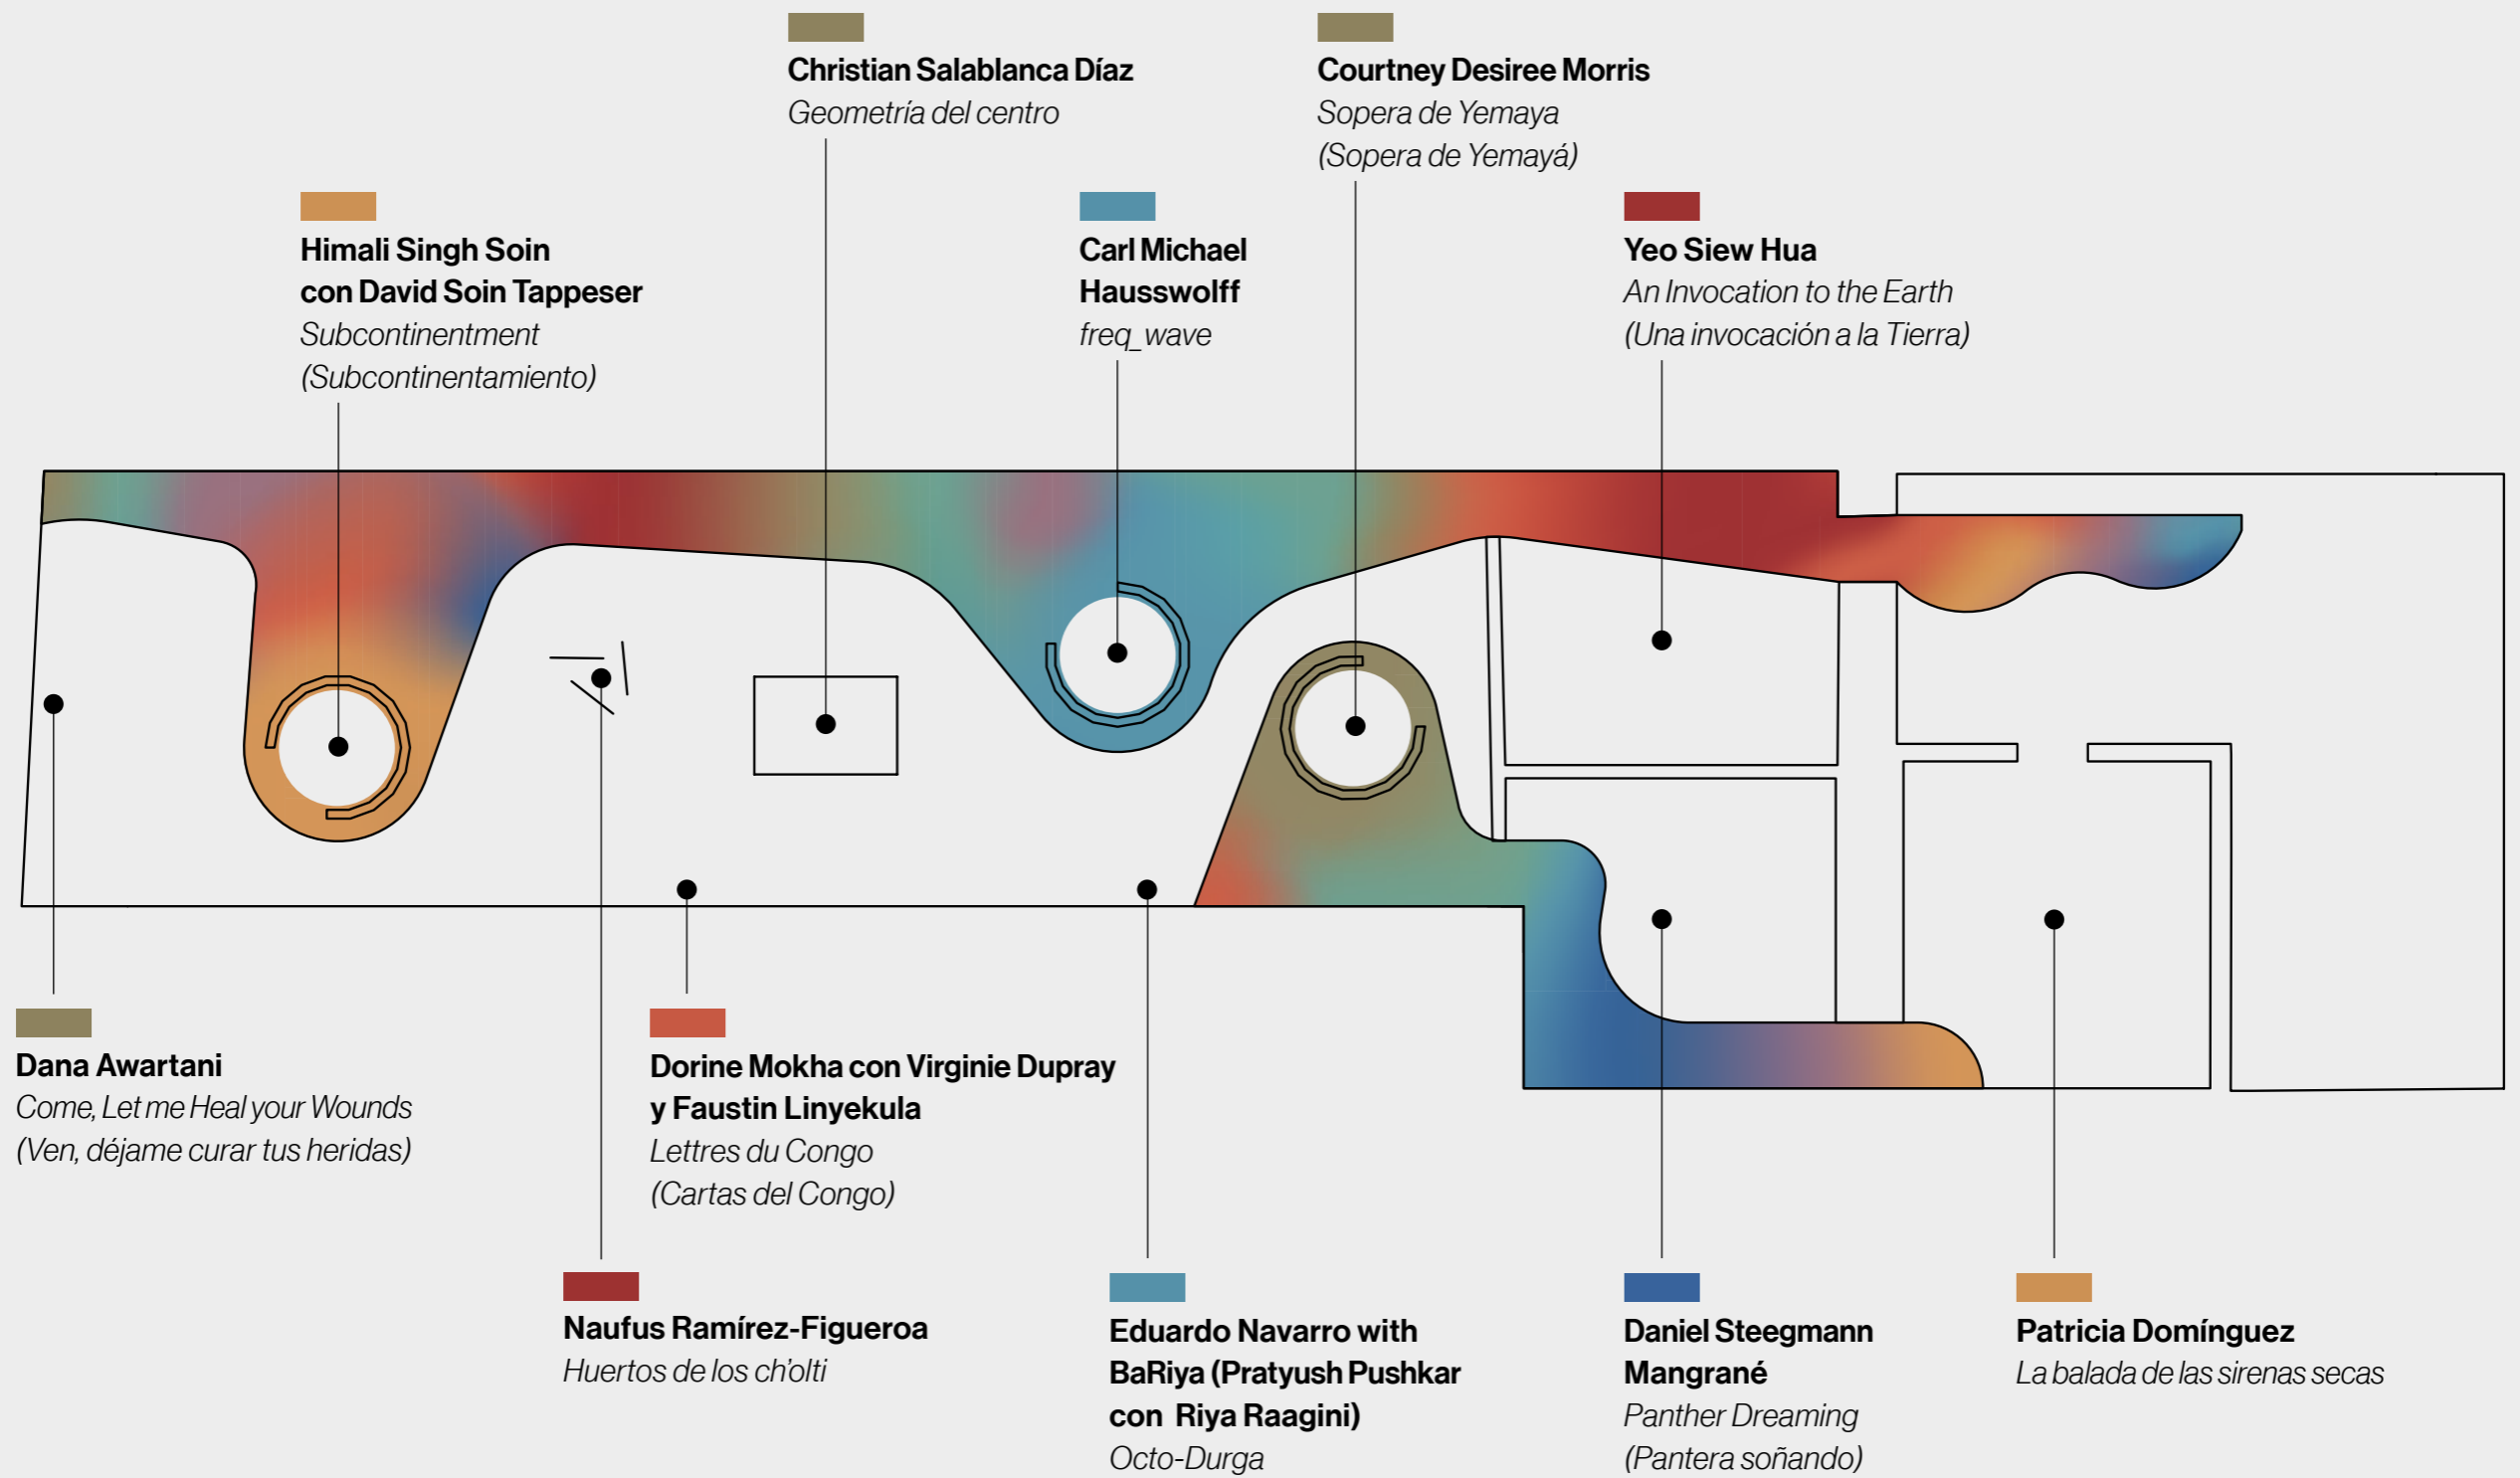 Christian Salablanca Díaz
Geometría del centro
Courtney Desiree Morris
Sopera de Yemaya
(Sopera de Yemayá)
Himali Singh Soin
con David Soin Tappeser
Subcontinentment
(Subcontinentamiento)
Carl Michael
Hausswolff
freq_wave
Yeo Siew Hua
An Invocation to the Earth
(Una invocación a la Tierra)
Dana Awartani
Come, Let me Heal your Wounds
(Ven, déjame curar tus heridas)
Dorine Mokha con Virginie Dupray
y Faustin Linyekula
Lettres du Congo
(Cartas del Congo)
Naufus Ramírez-Figueroa
Huertos de los ch’olti
Eduardo Navarro with
BaRiya (Pratyush Pushkar
con Riya Raagini)
Octo-Durga
Daniel Steegmann
Mangrané
Panther Dreaming
(Pantera soñando)
Patricia Domínguez
La balada de las sirenas secas